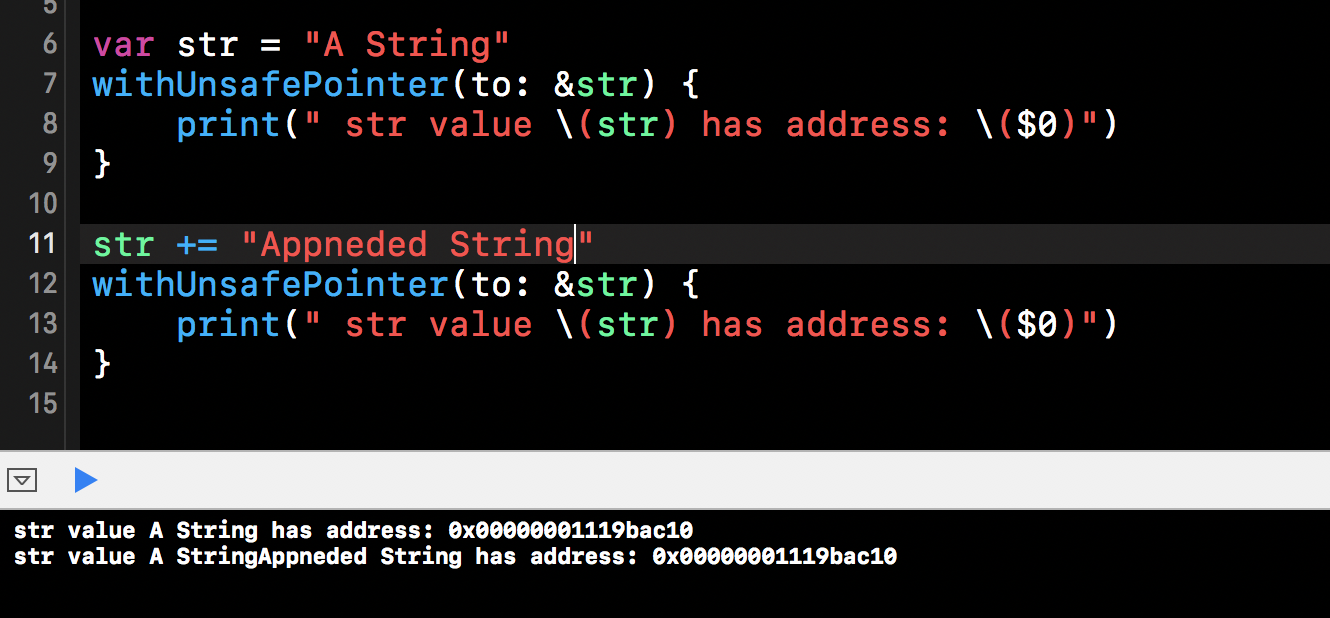 5
6 var str = "A String"
7 withUnsafePointer(to: &str) {
8     print(" str value \(str) has address: \($0)")
9 }
10
11 str += "Appneded String"
12 withUnsafePointer(to: &str) {
13     print(" str value \(str) has address: \($0)")
14 }
15
str value A String has address: 0x00000001119bac10
str value A StringAppneded String has address: 0x00000001119bac10